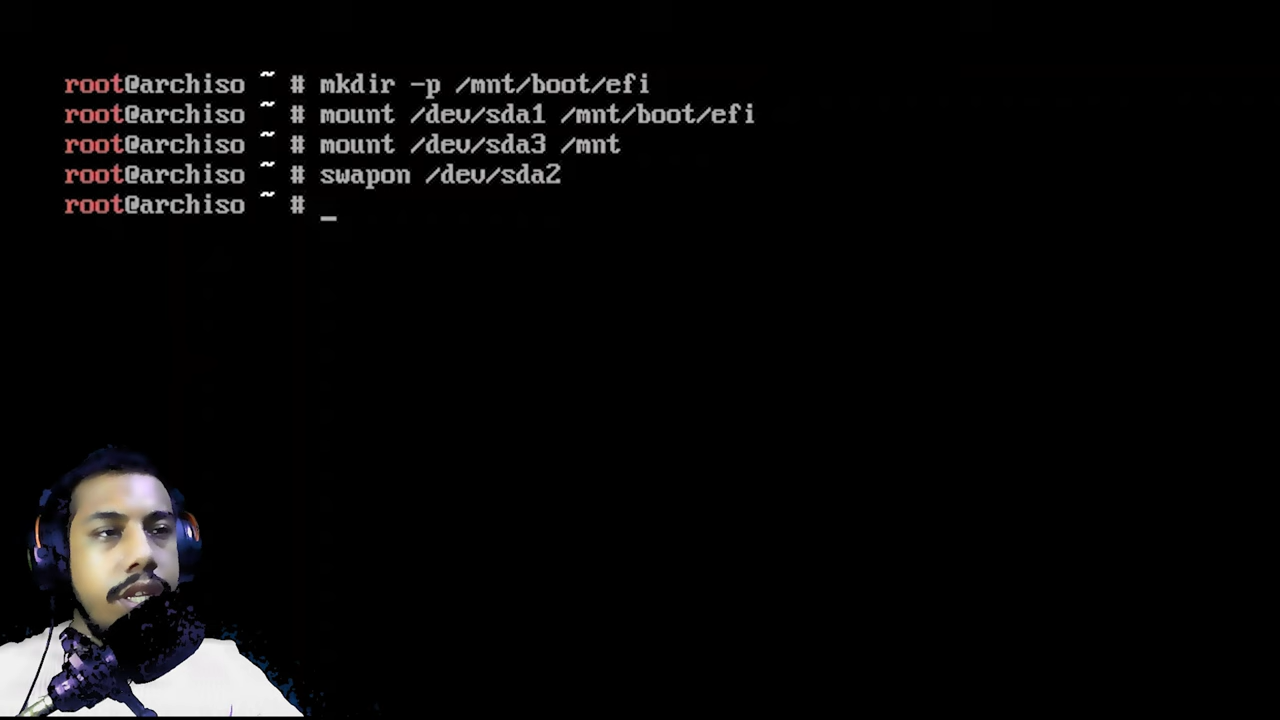 root@archiso ~ # mkdir -p /mnt/boot/efi
root@archiso ~ # mount /dev/sda1 /mnt/boot/efi
root@archiso ~ # mount /dev/sda3 /mnt
root@archiso ~ # swapon /dev/sda2
root@archiso ~ # _